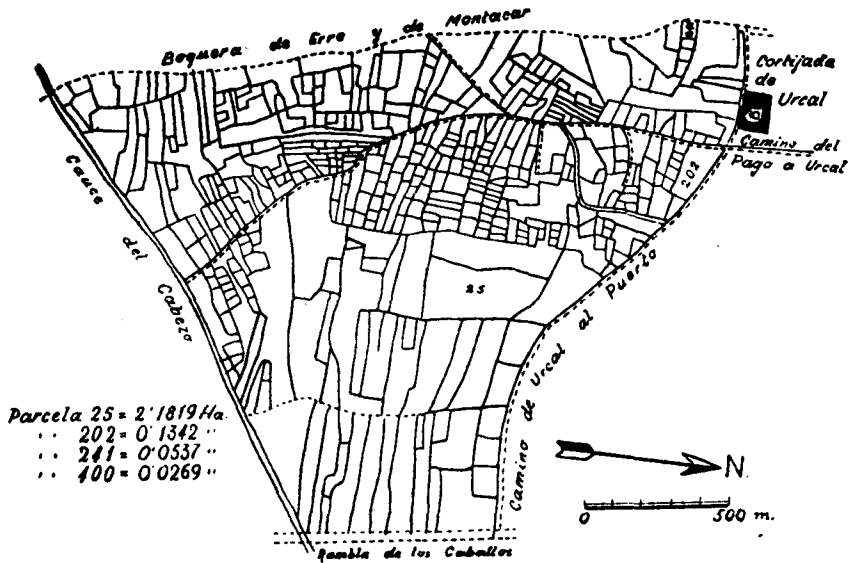 Boquera de Erre y de Montacar
Cortijada
de
Urcal
Camino del
Pago a Urcal
202
25
Cauce del Cabezo
Camino de Urcal al Puerto
Parcela 25 = 2'1819 Ha.
" 202 = 0'1342 "
" 241 = 0'0537 "
" 400 = 0'0269 "
N.
0 500 m.
Rambla de los Caballos